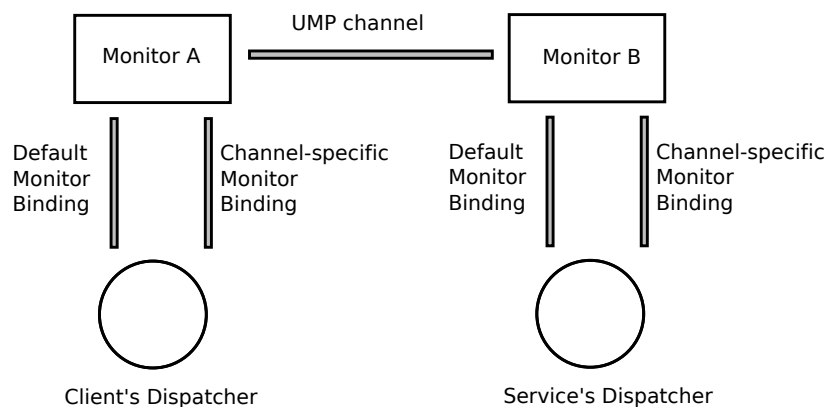 UMP channel
Monitor A
Monitor B
Default
Monitor
Binding
Channel-specific
Monitor
Binding
Default
Monitor
Binding
Channel-specific
Monitor
Binding
Client's Dispatcher
Service's Dispatcher